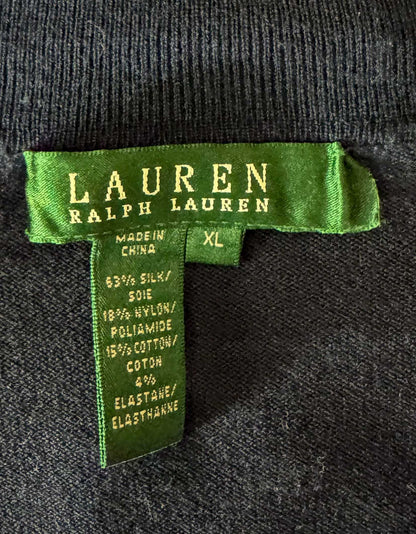 LAUREN
RALPH LAUREN
MADE IN
CHINA
XL
63% SILK/
SOIE
18% NYLON/
POLIAMIDE
15% COTTON/
COTON
4%
ELASTANE/
ELASTHANNE